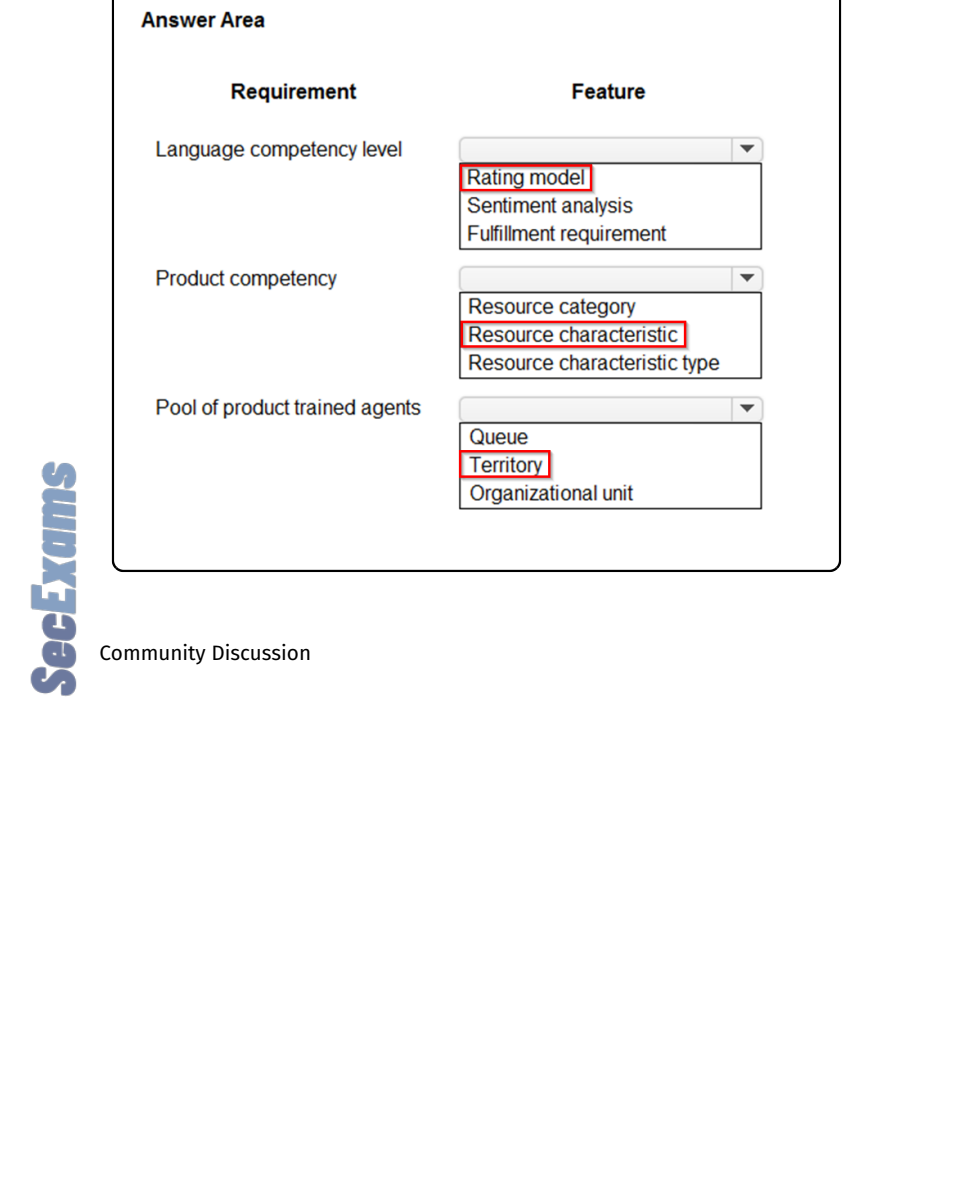 Answer Area
Requirement Feature
Language competency level
Rating model
Sentiment analysis
Fulfillment requirement
Product competency
Resource category
Resource characteristic
Resource characteristic type
Pool of product trained agents
Queue
Territory
Organizational unit
SecExams
Community Discussion